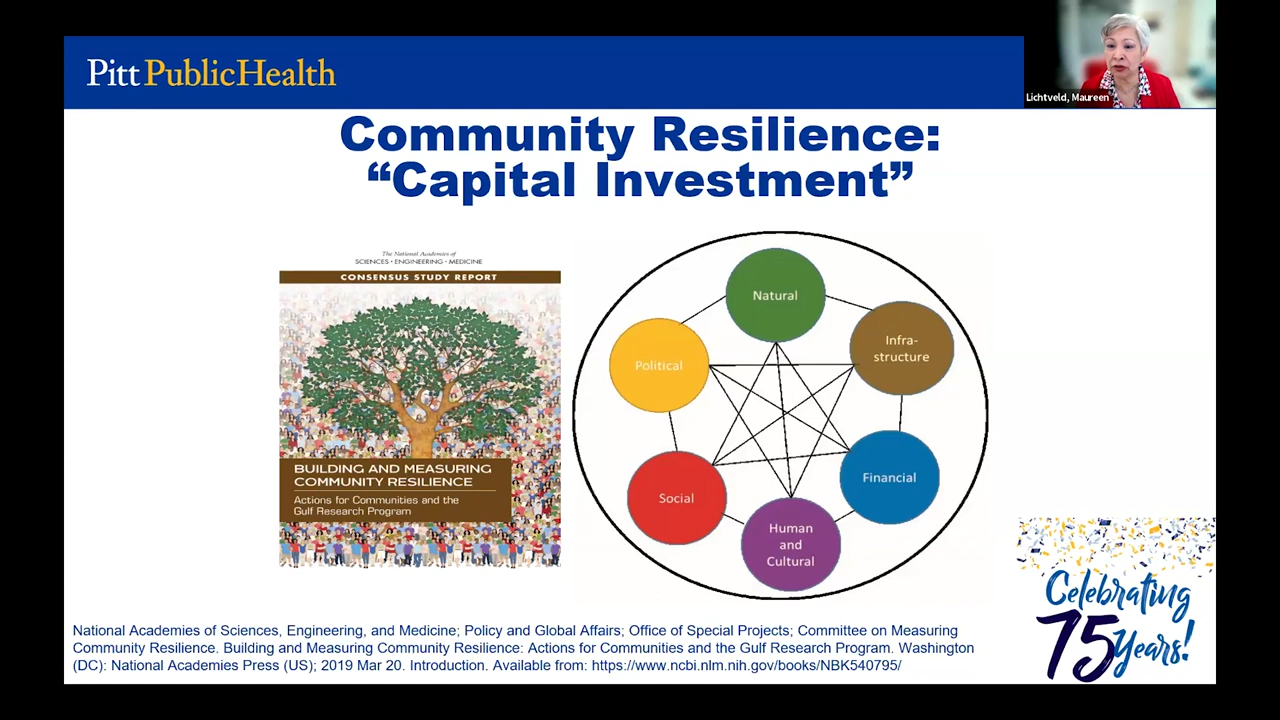 Pitt PublicHealth
Lichtveld, Maureen
Community Resilience:
“Capital Investment”
The National Academies of
SCIENCES • ENGINEERING • MEDICINE
CONSENSUS STUDY REPORT
BUILDING AND MEASURING
COMMUNITY RESILIENCE
Actions for Communities and the
Gulf Research Program
Natural
Infra-
structure
Political
Financial
Social
Human
and
Cultural
Celebrating
75 Years!
National Academies of Sciences, Engineering, and Medicine; Policy and Global Affairs; Office of Special Projects; Committee on Measuring
Community Resilience. Building and Measuring Community Resilience: Actions for Communities and the Gulf Research Program. Washington
(DC): National Academies Press (US); 2019 Mar 20. Introduction. Available from: https://www.ncbi.nlm.nih.gov/books/NBK540795/